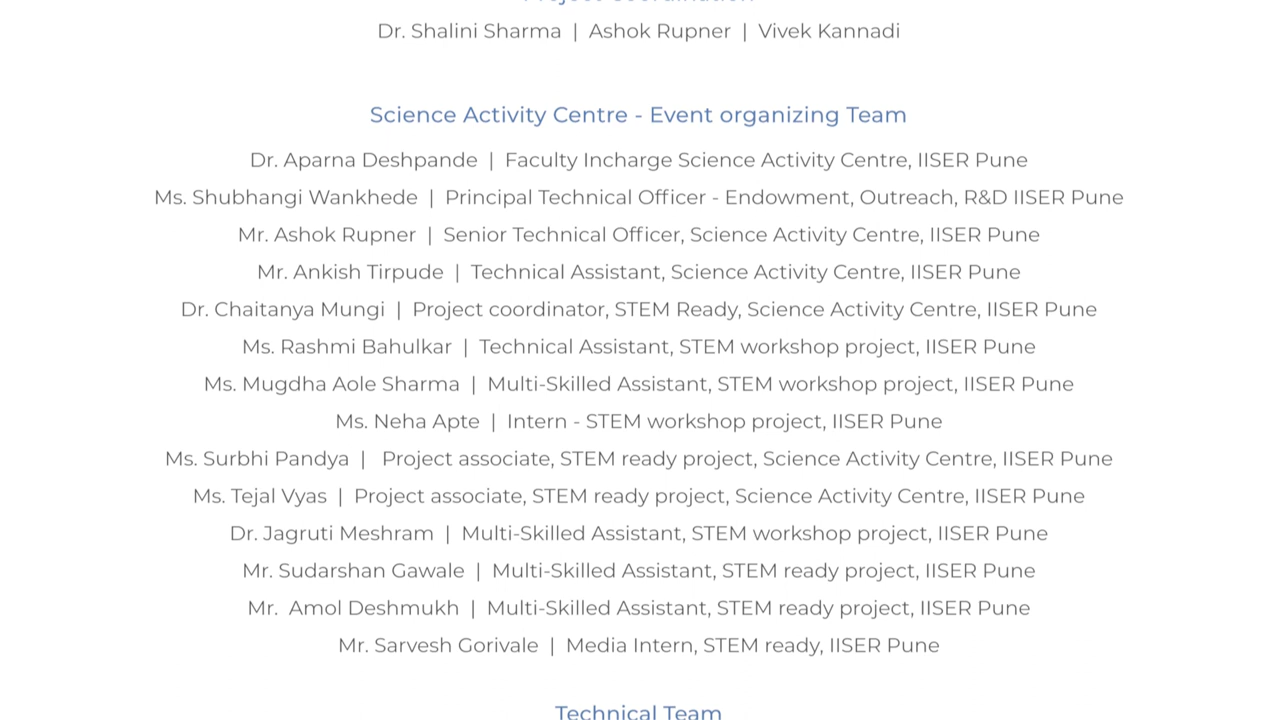 Project Coordination
Dr. Shalini Sharma | Ashok Rupner | Vivek Kannadi
Science Activity Centre - Event organizing Team
Dr. Aparna Deshpande | Faculty Incharge Science Activity Centre, IISER Pune
Ms. Shubhangi Wankhede | Principal Technical Officer - Endowment, Outreach, R&D IISER Pune
Mr. Ashok Rupner | Senior Technical Officer, Science Activity Centre, IISER Pune
Mr. Ankish Tirpude | Technical Assistant, Science Activity Centre, IISER Pune
Dr. Chaitanya Mungi | Project coordinator, STEM Ready, Science Activity Centre, IISER Pune
Ms. Rashmi Bahulkar | Technical Assistant, STEM workshop project, IISER Pune
Ms. Mugdha Aole Sharma | Multi-Skilled Assistant, STEM workshop project, IISER Pune
Ms. Neha Apte | Intern - STEM workshop project, IISER Pune
Ms. Surbhi Pandya | Project associate, STEM ready project, Science Activity Centre, IISER Pune
Ms. Tejal Vyas | Project associate, STEM ready project, Science Activity Centre, IISER Pune
Dr. Jagruti Meshram | Multi-Skilled Assistant, STEM workshop project, IISER Pune
Mr. Sudarshan Gawale | Multi-Skilled Assistant, STEM ready project, IISER Pune
Mr. Amol Deshmukh | Multi-Skilled Assistant, STEM ready project, IISER Pune
Mr. Sarvesh Gorivale | Media Intern, STEM ready, IISER Pune
Technical Team